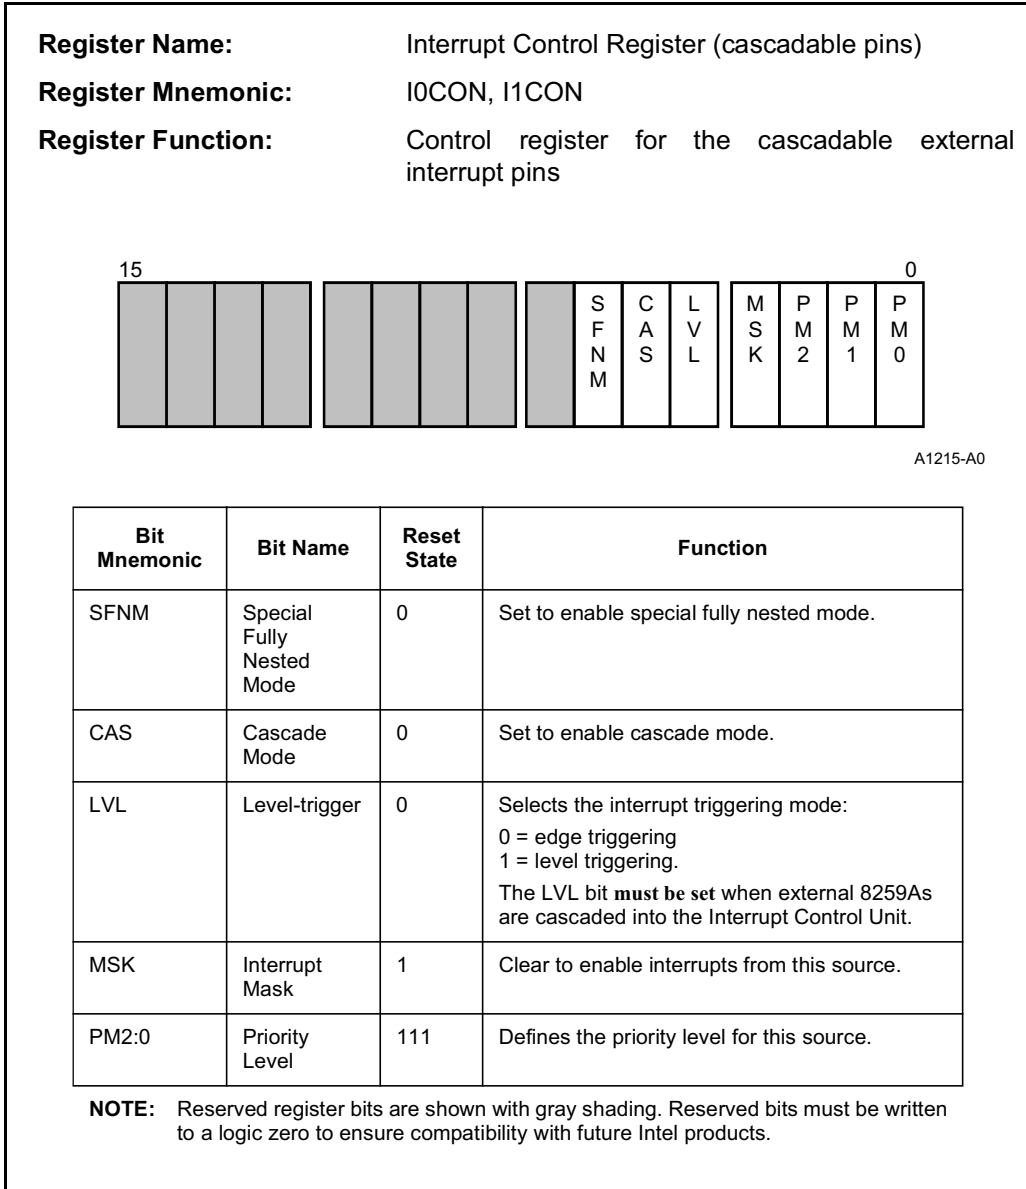 Register Name: Interrupt Control Register (cascadable pins)
Register Mnemonic: I0CON, I1CON
Register Function: Control register for the cascadable external
interrupt pins
15 0
S F N M C A S L V L M S K P M 2 P M 1 P M 0
A1215-A0
Bit Mnemonic Bit Name Reset State Function
SFNM Special Fully Nested Mode 0 Set to enable special fully nested mode.
CAS Cascade Mode 0 Set to enable cascade mode.
LVL Level-trigger 0 Selects the interrupt triggering mode:
0 = edge triggering
1 = level triggering.
The LVL bit must be set when external 8259As
are cascaded into the Interrupt Control Unit.
MSK Interrupt Mask 1 Clear to enable interrupts from this source.
PM2:0 Priority Level 111 Defines the priority level for this source.
NOTE: Reserved register bits are shown with gray shading. Reserved bits must be written
to a logic zero to ensure compatibility with future Intel products.